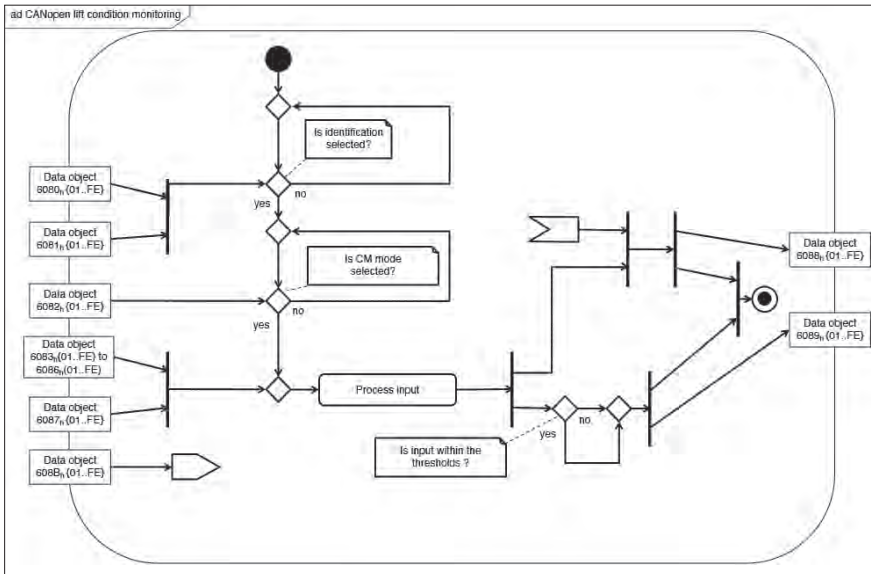 ad CANopen lift condition monitoring
Is identification
selected?
Data object
6080h{01..FE}
no
yes
Data object
6081h{01..FE}
Is CM mode
selected?
Data object
6088h{01..FE}
Data object
6082h{01..FE}
no
yes
Data object
6089h{01..FE}
Data object
6083h{01..FE} to
6086h{01..FE}
Process input
Data object
6087h{01..FE}
no
yes
Is input within the
thresholds ?
Data object
608Bh{01..FE}